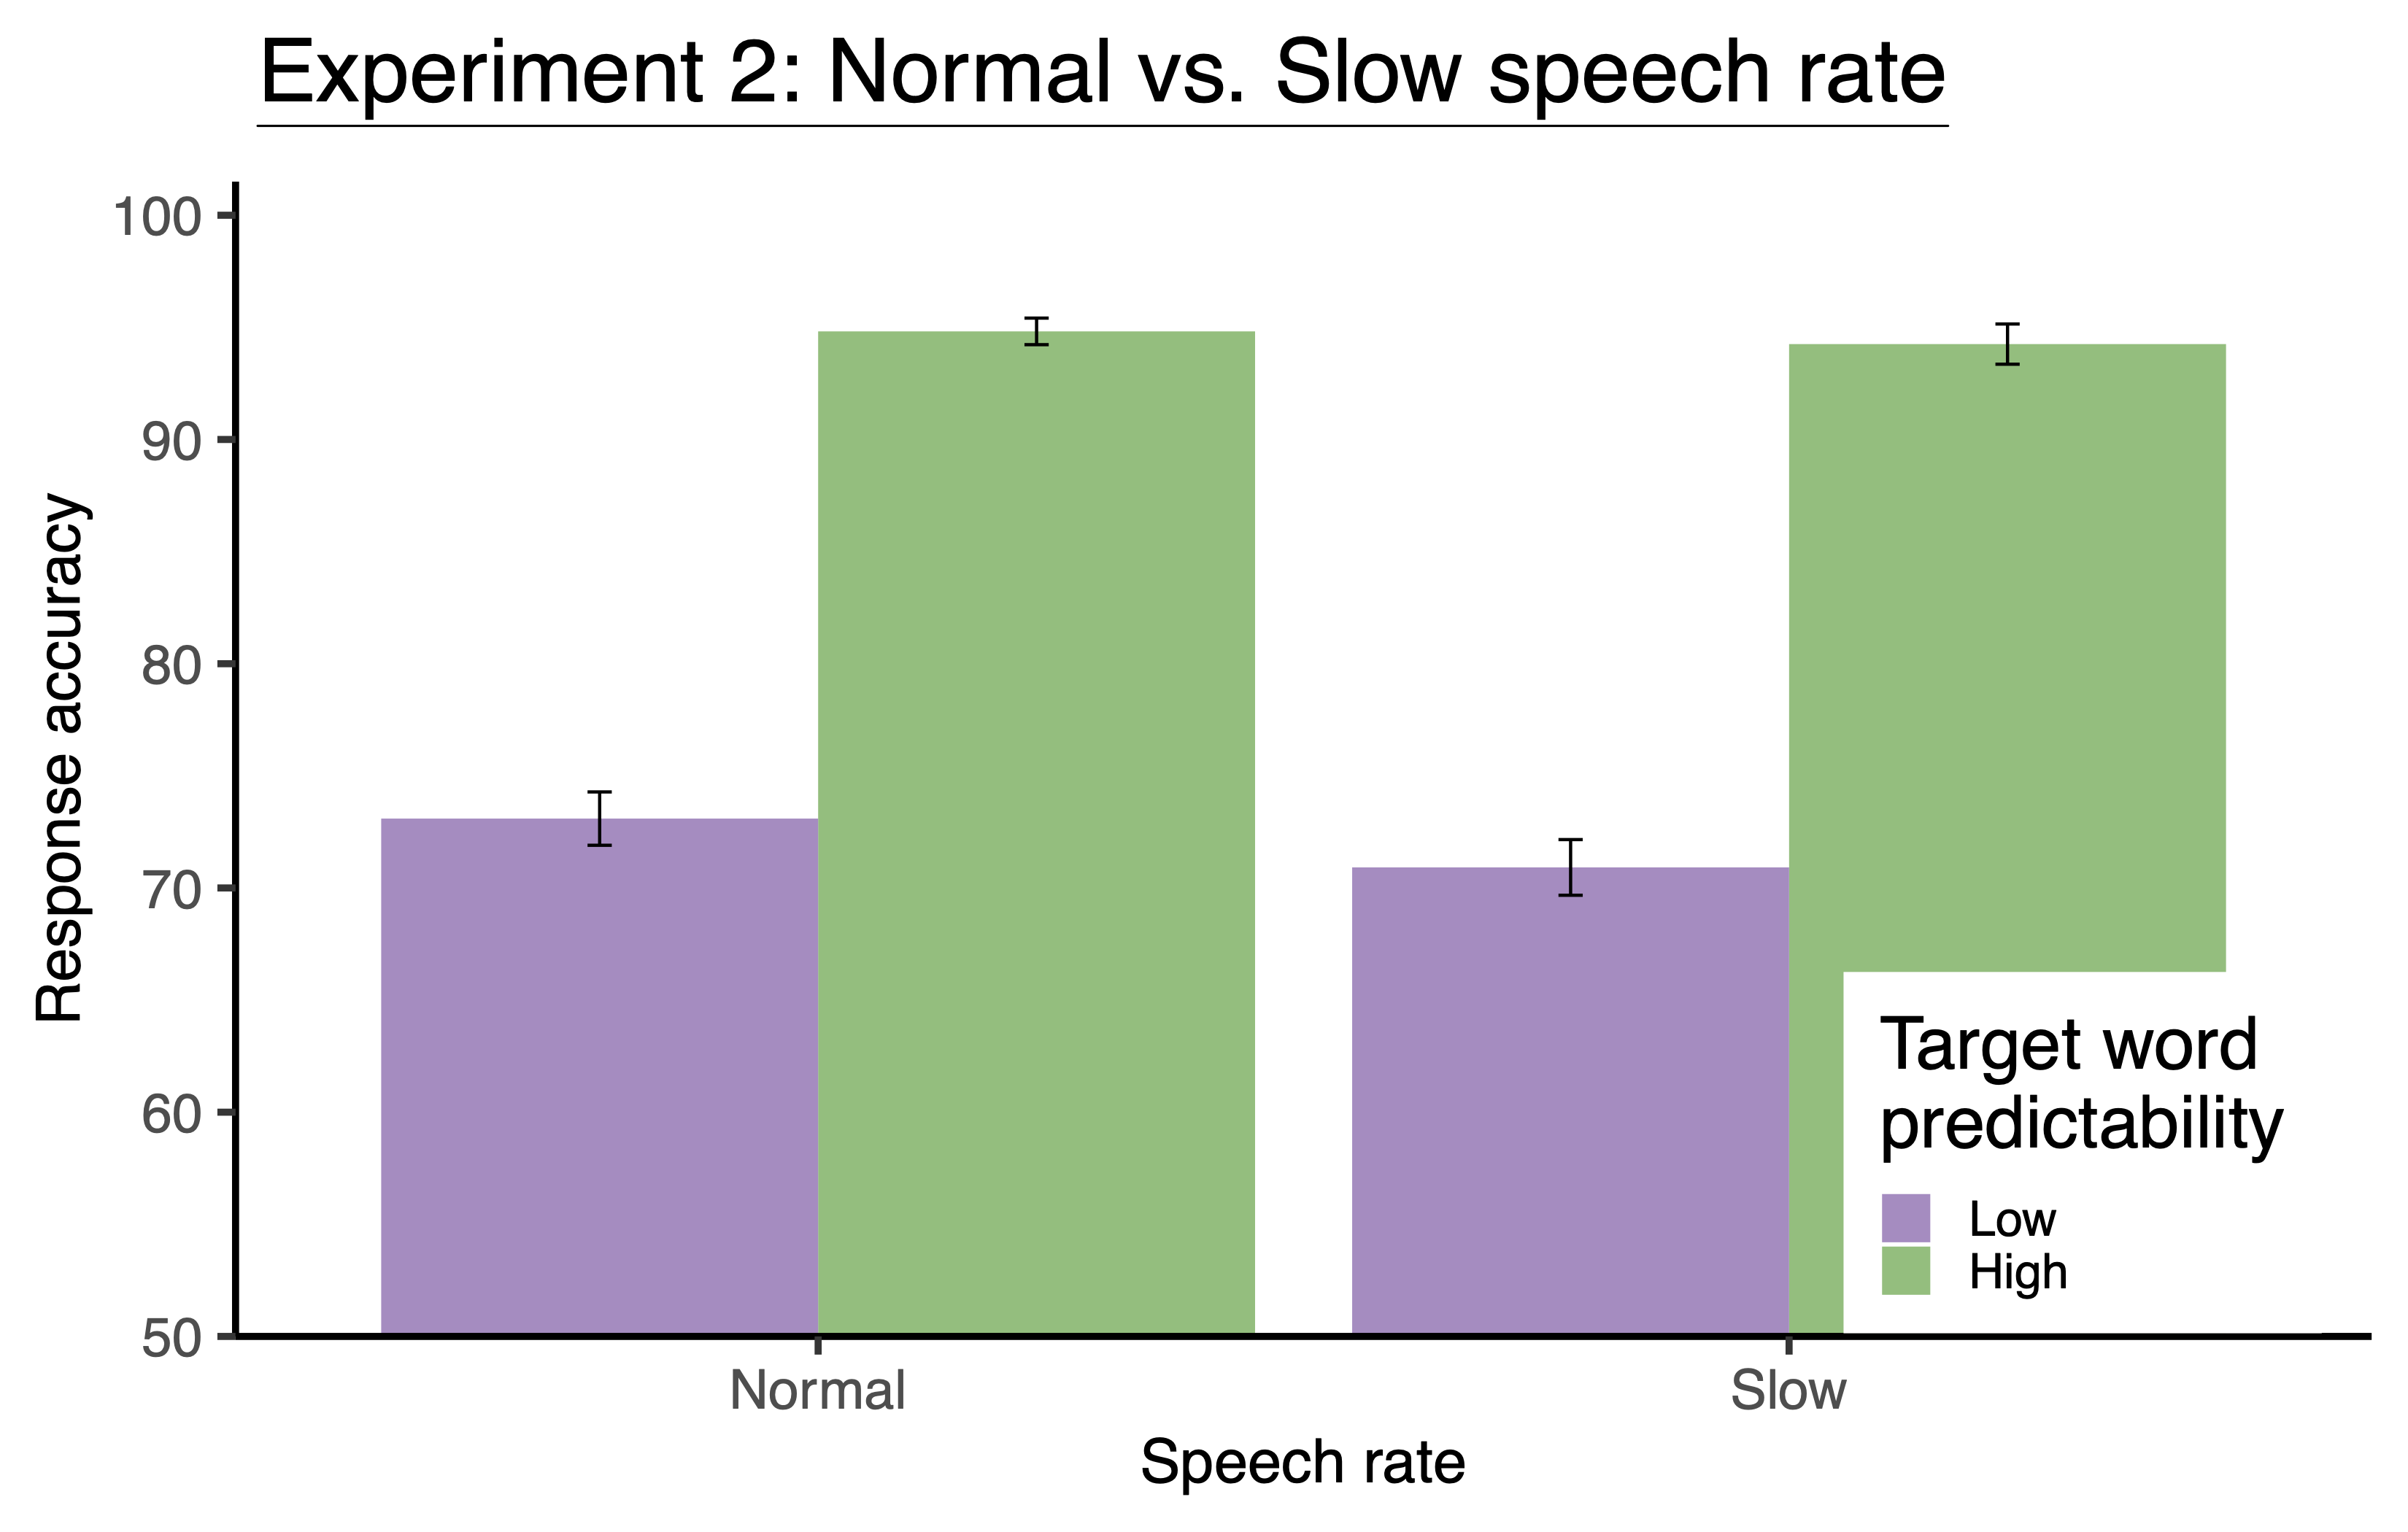 Experiment 2: Normal vs. Slow speech rate
100
90
80
70
60
50
Response accuracy
Target word
predictability
Low
High
Normal
Slow
Speech rate